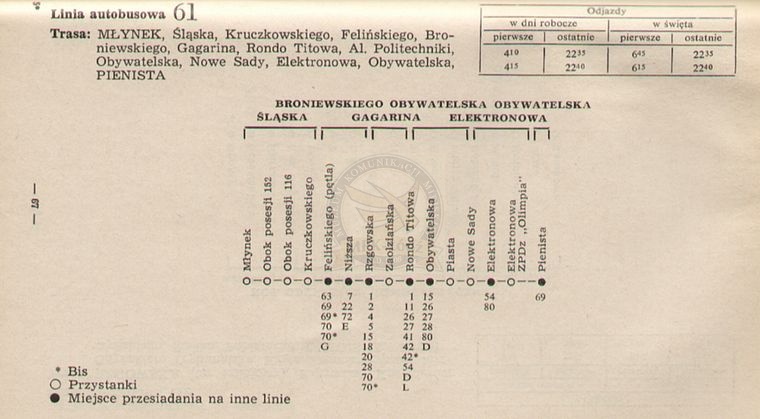 Linia autobusowa 61
Trasa: MŁYNEK, Śląska, Kruczkowskiego, Felińskiego, Bro-
niewskiego, Gagarina, Rondo Titowa, Al. Politechniki,
Obywatelska, Nowe Sady, Elektronowa, Obywatelska,
PIENISTA
Odjazdy
w dni robocze | w święta
pierwsze | ostatnie | pierwsze | ostatnie
4¹⁰ | 22³⁵ | 6⁴⁵ | 22³⁵
4¹⁵ | 22⁴⁰ | 6¹⁵ | 22⁴⁰
BRONIEWSKIEGO OBYWATELSKA OBYWATELSKA
ŚLĄSKA GAGARINA ELEKTRONOWA
— 67 —
Młynek
Obok posesji 152
Obok posesji 116
Kruczkowskiego
Felińskiego (pętla)
Niższa
Rzgowska
Zaolziańska
Rondo Titowa
Obywatelska
Piasta
Nowe Sady
Elektronowa
Elektronowa
ZPDz „Olimpia"
Pienista
63 7 1 1 15 54 69
69 22 2 11 26 80
69* 72 4 26 27
70 E 5 27 28
70* 15 41 80
G 18 42 D
20 42*
28 54
70 D
70* L
* Bis
O Przystanki
● Miejsce przesiadania na inne linie